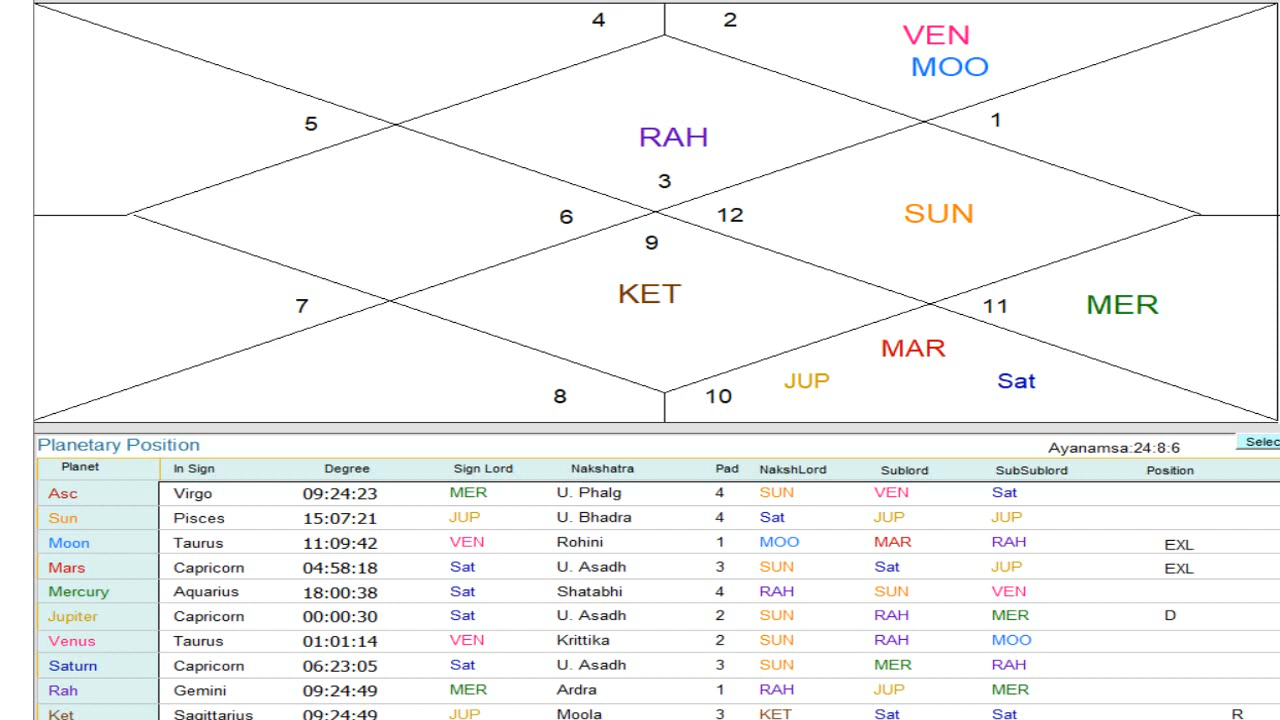 4 2 VEN
MOO
5 RAH 1
3
6 12 SUN
9
KET
7 11 MER
MAR
JUP Sat
8 10
Planetary Position Ayanamsa:24:8:6 Selec
Planet In Sign Degree Sign Lord Nakshatra Pad NakshLord Sublord SubSublord Position
Asc Virgo 09:24:23 MER U. Phalg 4 SUN VEN Sat
Sun Pisces 15:07:21 JUP U. Bhadra 4 Sat JUP JUP
Moon Taurus 11:09:42 VEN Rohini 1 MOO MAR RAH EXL
Mars Capricorn 04:58:18 Sat U. Asadh 3 SUN Sat JUP EXL
Mercury Aquarius 18:00:38 Sat Shatabhi 4 RAH SUN VEN
Jupiter Capricorn 00:00:30 Sat U. Asadh 2 SUN RAH MER D
Venus Taurus 01:01:14 VEN Krittika 2 SUN RAH MOO
Saturn Capricorn 06:23:05 Sat U. Asadh 3 SUN MER RAH
Rah Gemini 09:24:49 MER Ardra 1 RAH JUP MER
Ket Sagittarius 09:24:49 JUP Moola 3 KET Sat Sat R